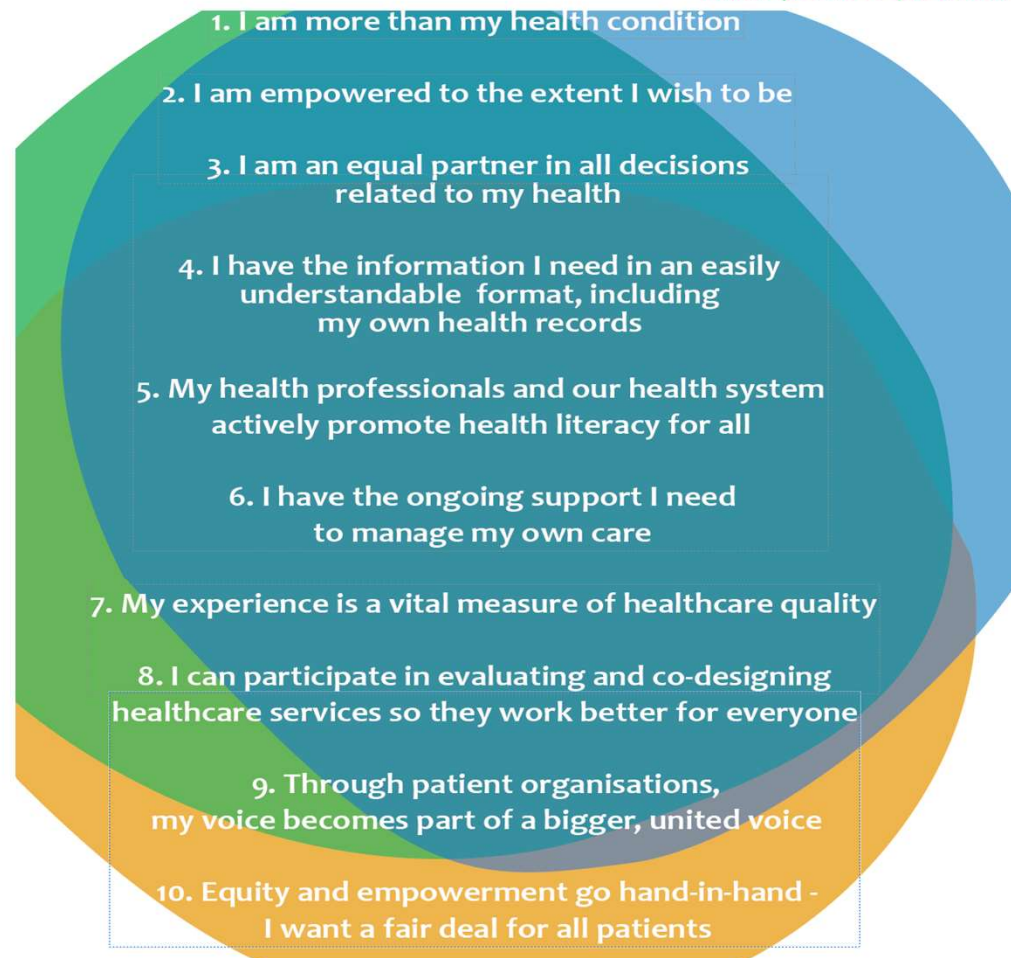 1. I am more than my health condition
2. I am empowered to the extent I wish to be
3. I am an equal partner in all decisions
related to my health
4. I have the information I need in an easily
understandable format, including
my own health records
5. My health professionals and our health system
actively promote health literacy for all
6. I have the ongoing support I need
to manage my own care
7. My experience is a vital measure of healthcare quality
8. I can participate in evaluating and co-designing
healthcare services so they work better for everyone
9. Through patient organisations,
my voice becomes part of a bigger, united voice
10. Equity and empowerment go hand-in-hand -
I want a fair deal for all patients